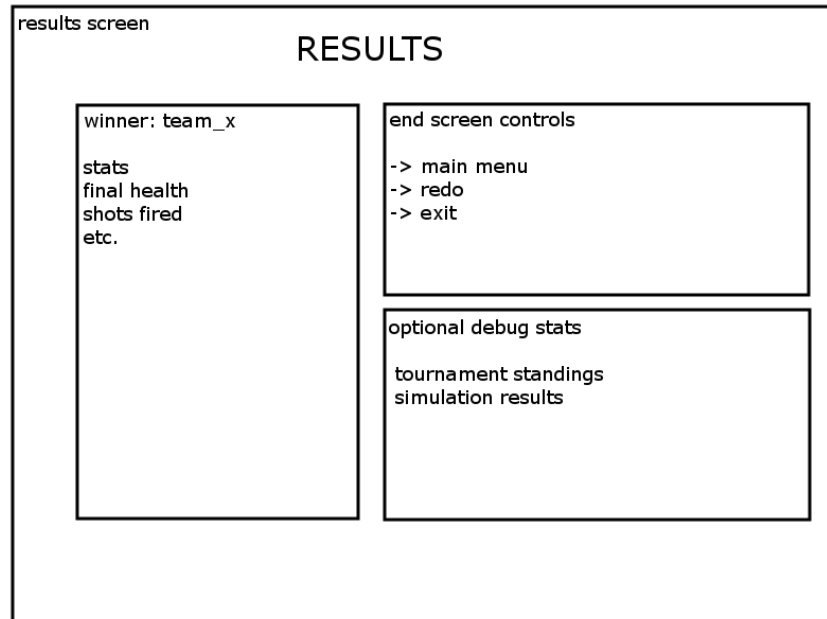 results screen
RESULTS
winner: team_x
stats
final health
shots fired
etc.
end screen controls
-> main menu
-> redo
-> exit
optional debug stats
tournament standings
simulation results